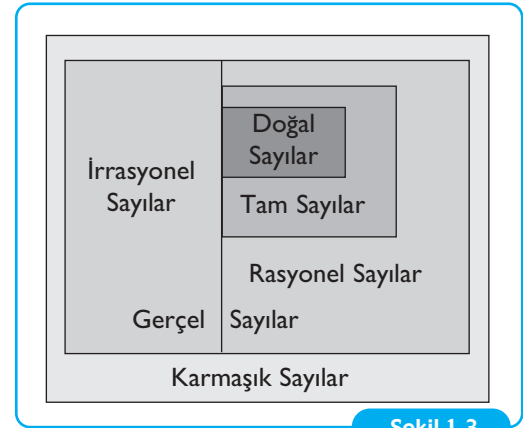 Doğal
Sayılar
İrrasyonel
Sayılar
Tam Sayılar
Rasyonel Sayılar
Gerçel Sayılar
Karmaşık Sayılar
Şekil 1.3